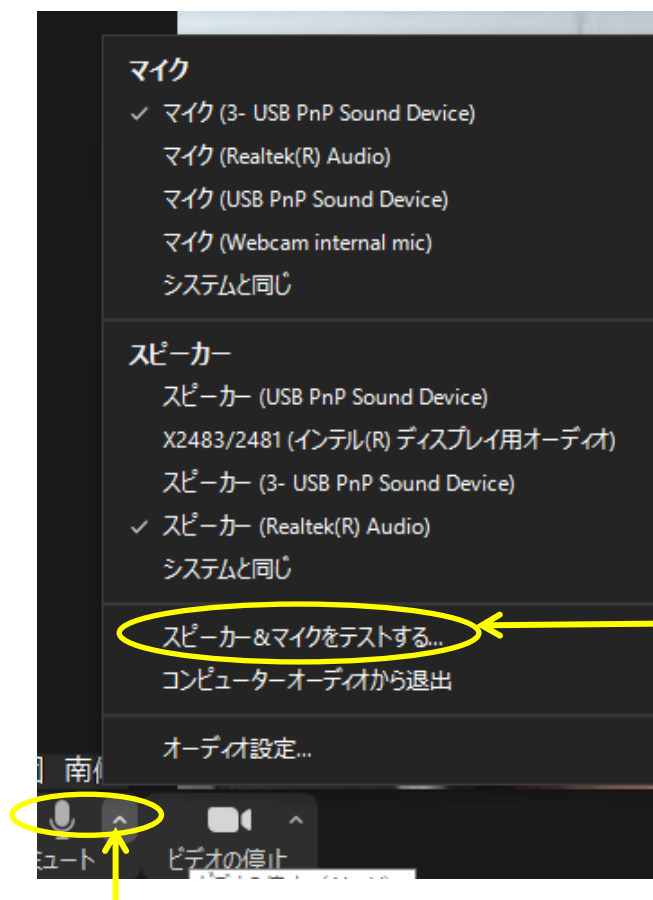 マイク
マイク (3- USB PnP Sound Device)
マイク (Realtek(R) Audio)
マイク (USB PnP Sound Device)
マイク (Webcam internal mic)
システムと同じ
スピーカー
スピーカー (USB PnP Sound Device)
X2483/2481 (インテル(R) ディスプレイ用オーディオ)
スピーカー (3- USB PnP Sound Device)
スピーカー (Realtek(R) Audio)
システムと同じ
スピーカー&マイクをテストする...
コンピューターオーディオから退出
オーディオ設定...
南
ミュート ビデオの停止